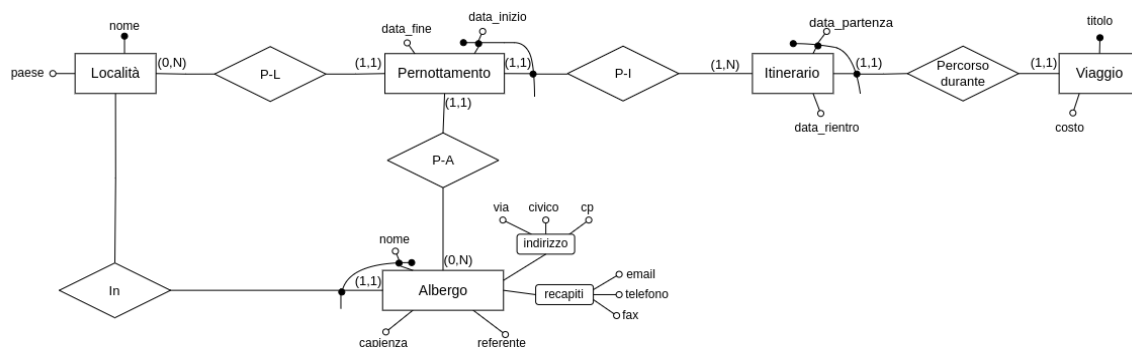 nome
paese
Località
(0,N)
P-L
(1,1)
data_fine
data_inizio
Pernottamento
(1,1)
P-I
(1,N)
data_partenza
Itinerario
(1,1)
data_rientro
Percorso
durante
(1,1)
titolo
Viaggio
costo
(1,1)
P-A
(0,N)
In
(1,1)
nome
Albergo
capienza
referente
via
civico
cp
indirizzo
recapiti
email
telefono
fax